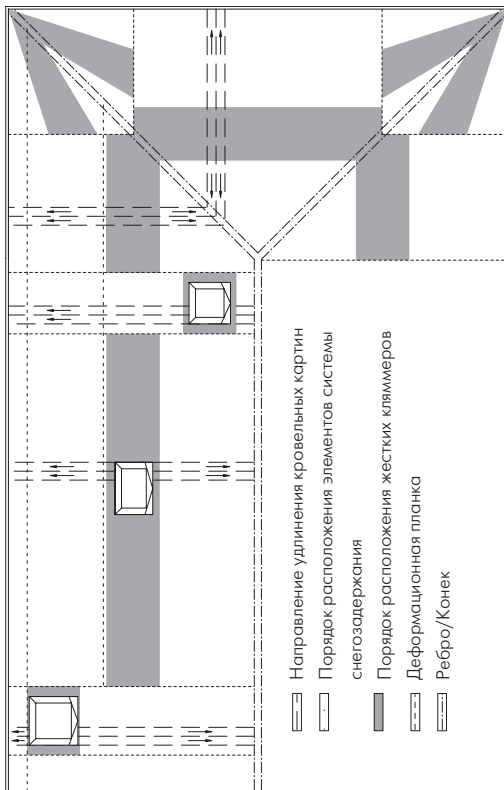 Направление удлинения кровельных картин
Порядок расположения элементов системы
снегозадержания
Порядок расположения жестких кляммеров
Деформационная планка
Ребро/Конек